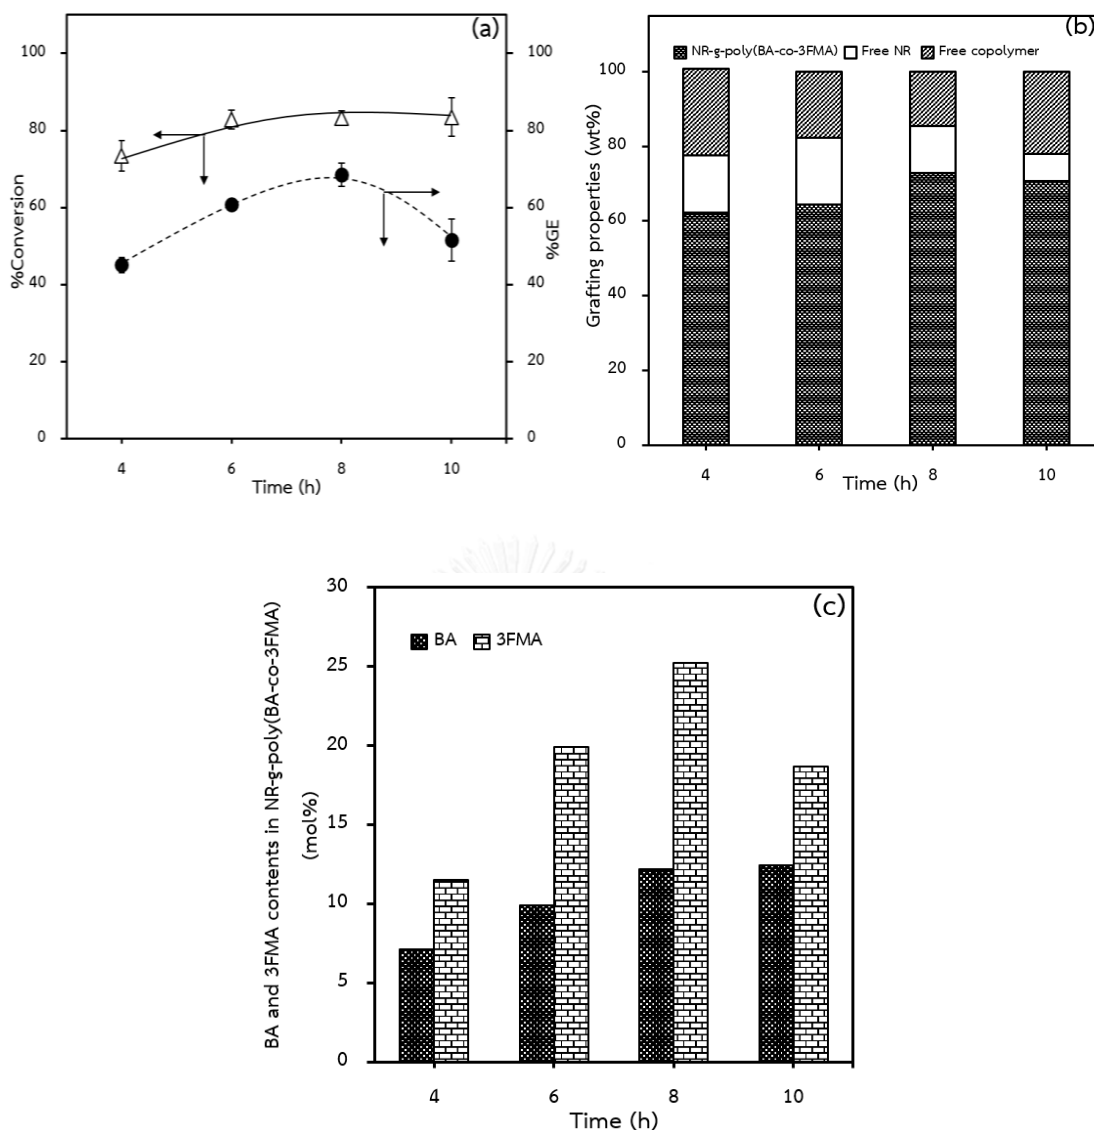 (a)
100
80
60
40
20
0
%Conversion
100
80
60
40
20
0
%GE
4 6 8 10
Time (h)
(b)
NR-g-poly(BA-co-3FMA) Free NR Free copolymer
100
80
60
40
20
0
Grafting properties (wt%)
4 6 8 10
Time (h)
(c)
BA 3FMA
30
25
20
15
10
5
0
BA and 3FMA contents in NR-g-poly(BA-co-3FMA)
(mol%)
4 6 8 10
Time (h)